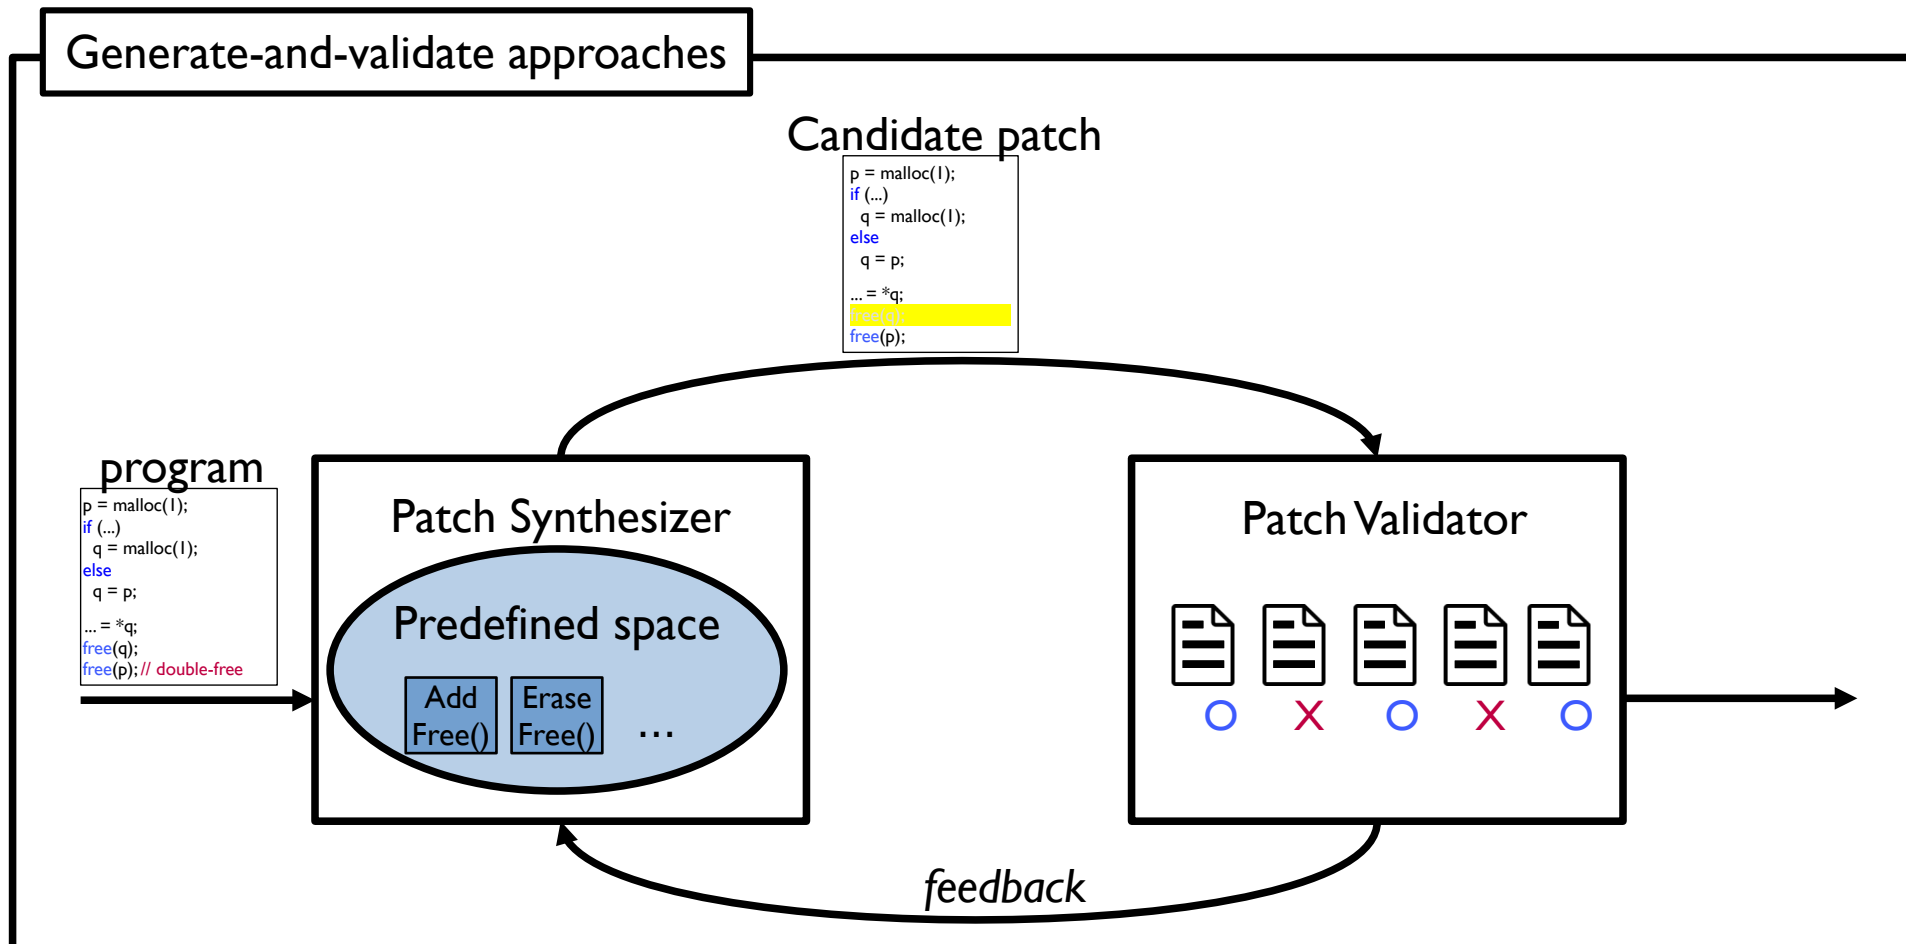 Generate-and-validate approaches
Candidate patch
p = malloc(1);
if (...)
q = malloc(1);
else
q = p;
... = *q;
free(q);
free(p);
program
p = malloc(1);
if (...)
q = malloc(1);
else
q = p;
... = *q;
free(q);
free(p); // double-free
Patch Synthesizer
Predefined space
Add
Free()
Erase
Free()
...
Patch Validator
O X O X O
feedback